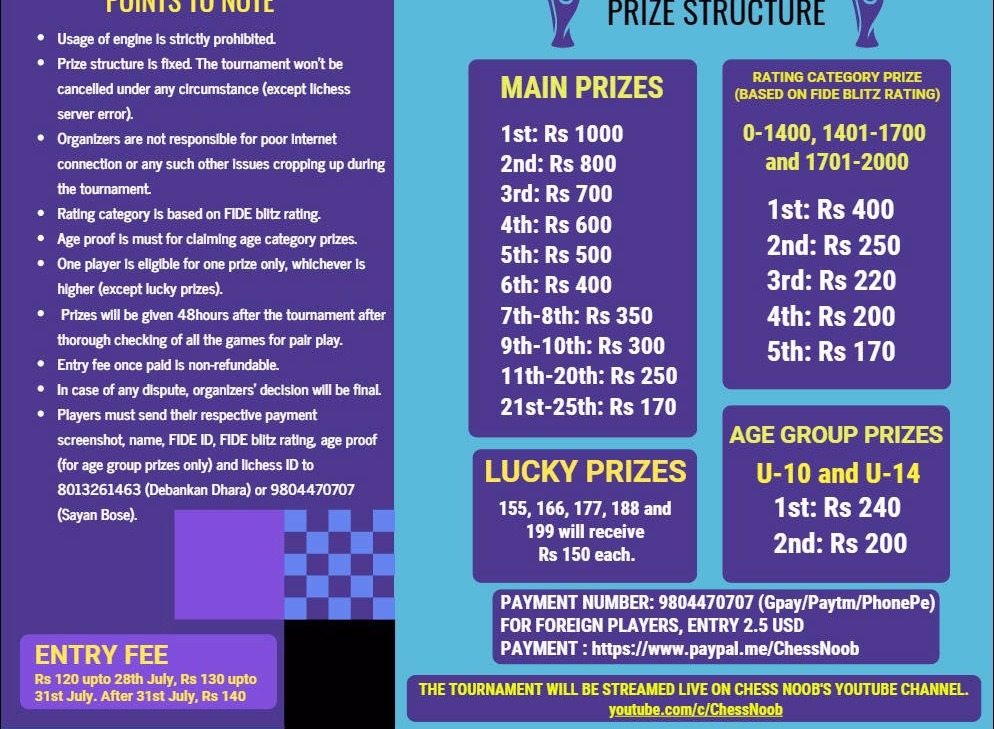 POINTS TO NOTE
Usage of engine is strictly prohibited.
Prize structure is fixed. The tournament won't be
cancelled under any circumstance (except lichess
server error).
Organizers are not responsible for poor internet
connection or any such other issues cropping up during
the tournament.
Rating category is based on FIDE blitz rating.
Age proof is must for claiming age category prizes.
One player is eligible for one prize only, whichever is
higher (except lucky prizes).
Prizes will be given 48hours after the tournament after
thorough checking of all the games for pair play.
Entry fee once paid is non-refundable.
In case of any dispute, organizers' decision will be final.
Players must send their respective payment
screenshot, name, FIDE ID, FIDE blitz rating, age proof
(for age group prizes only) and lichess ID to
8013261463 (Debankan Dhara) or 9804470707
(Sayan Bose).
ENTRY FEE
Rs 120 upto 28th July, Rs 130 upto
31st July. After 31st July, Rs 140
PRIZE STRUCTURE
MAIN PRIZES
1st: Rs 1000
2nd: Rs 800
3rd: Rs 700
4th: Rs 600
5th: Rs 500
6th: Rs 400
7th-8th: Rs 350
9th-10th: Rs 300
11th-20th: Rs 250
21st-25th: Rs 170
RATING CATEGORY PRIZE
(BASED ON FIDE BLITZ RATING)
0-1400, 1401-1700
and 1701-2000
1st: Rs 400
2nd: Rs 250
3rd: Rs 220
4th: Rs 200
5th: Rs 170
LUCKY PRIZES
155, 166, 177, 188 and
199 will receive
Rs 150 each.
AGE GROUP PRIZES
U-10 and U-14
1st: Rs 240
2nd: Rs 200
PAYMENT NUMBER: 9804470707 (Gpay/Paytm/PhonePe)
FOR FOREIGN PLAYERS, ENTRY 2.5 USD
PAYMENT : https://www.paypal.me/ChessNoob
THE TOURNAMENT WILL BE STREAMED LIVE ON CHESS NOOB'S YOUTUBE CHANNEL.
youtube.com/c/ChessNoob